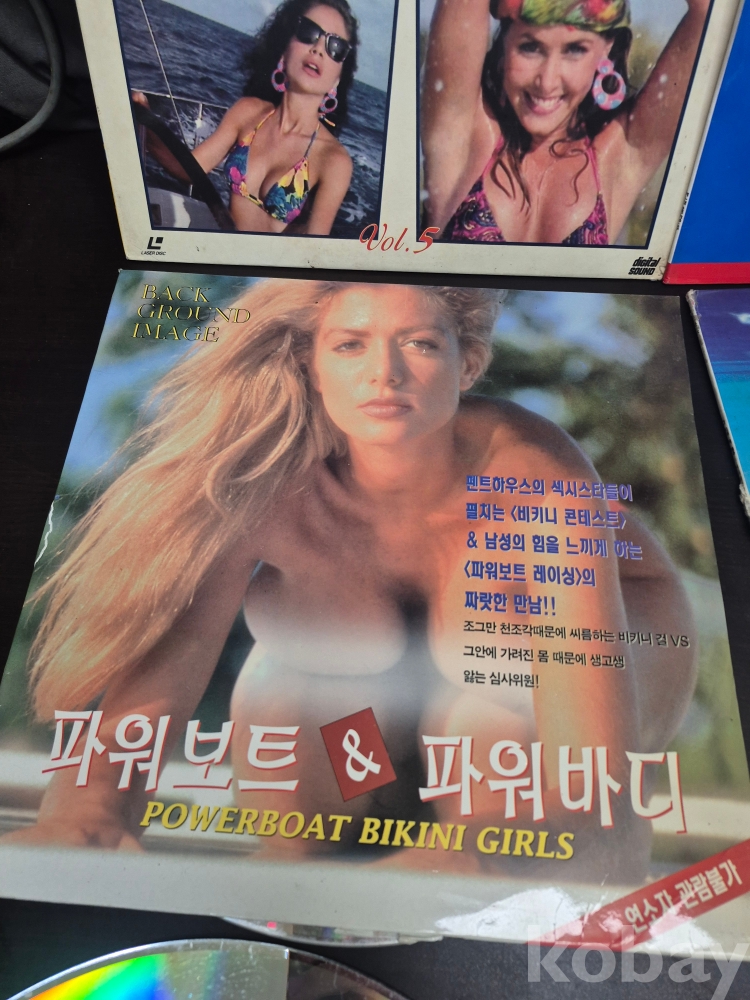 LASER DISC
Vol. 5
digital
SOUND
BACK
GROUND
IMAGE
펜트하우스의 섹시스타들이
펼치는 <비키니 콘테스트>
& 남성의 힘을 느끼게 하는
<파워보트 레이싱>의
짜랏한 만남!!
조그만 천조각때문에 씨름하는 비키니 걸 VS
그안에 가려진 몸 때문에 생고생
앓는 심사위원!
파워보트 & 파워바디
POWERBOAT BIKINI GIRLS
연소자 관람불가
kobay